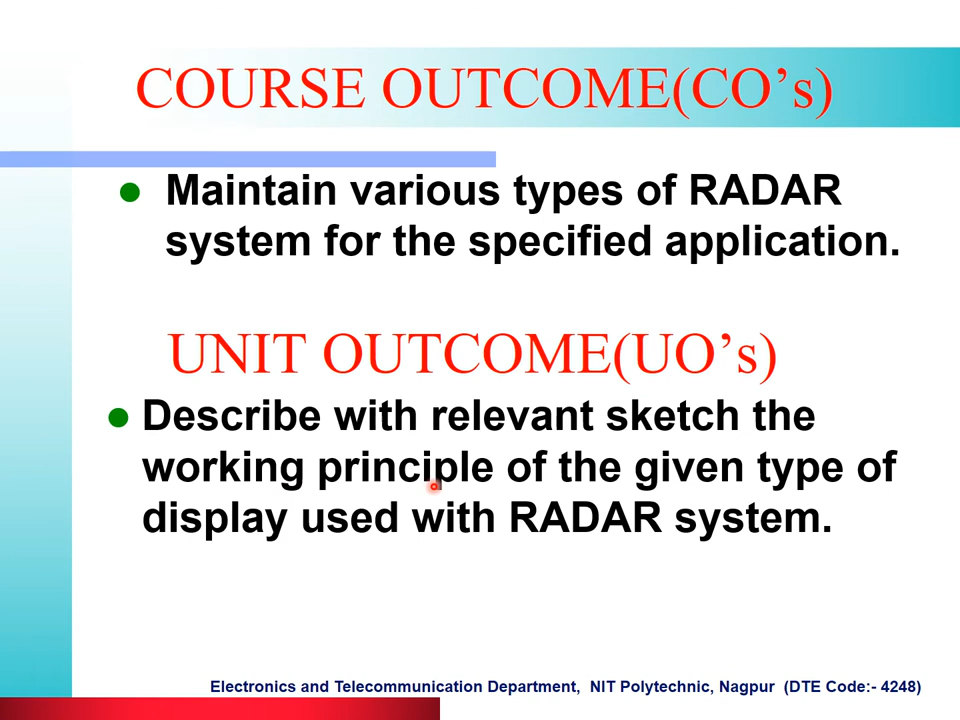 COURSE OUTCOME(CO’s)
Maintain various types of RADAR
system for the specified application.
UNIT OUTCOME(UO’s)
Describe with relevant sketch the
working principle of the given type of
display used with RADAR system.
Electronics and Telecommunication Department, NIT Polytechnic, Nagpur (DTE Code:- 4248)